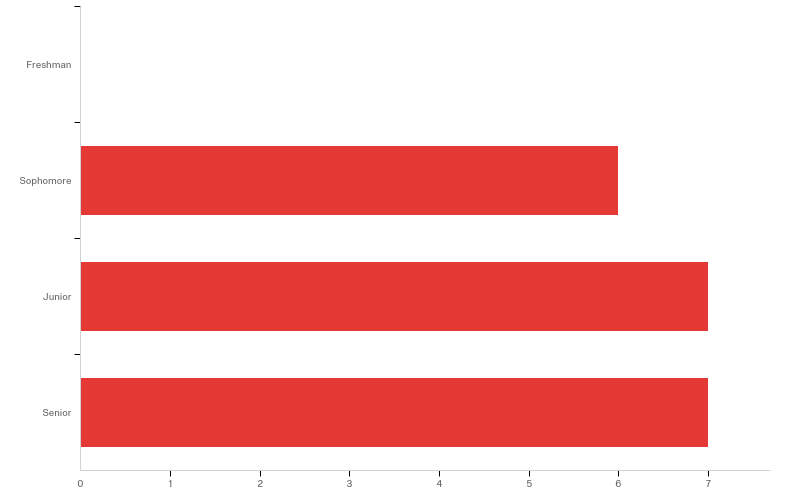 Freshman
Sophomore
Junior
Senior
0 1 2 3 4 5 6 7